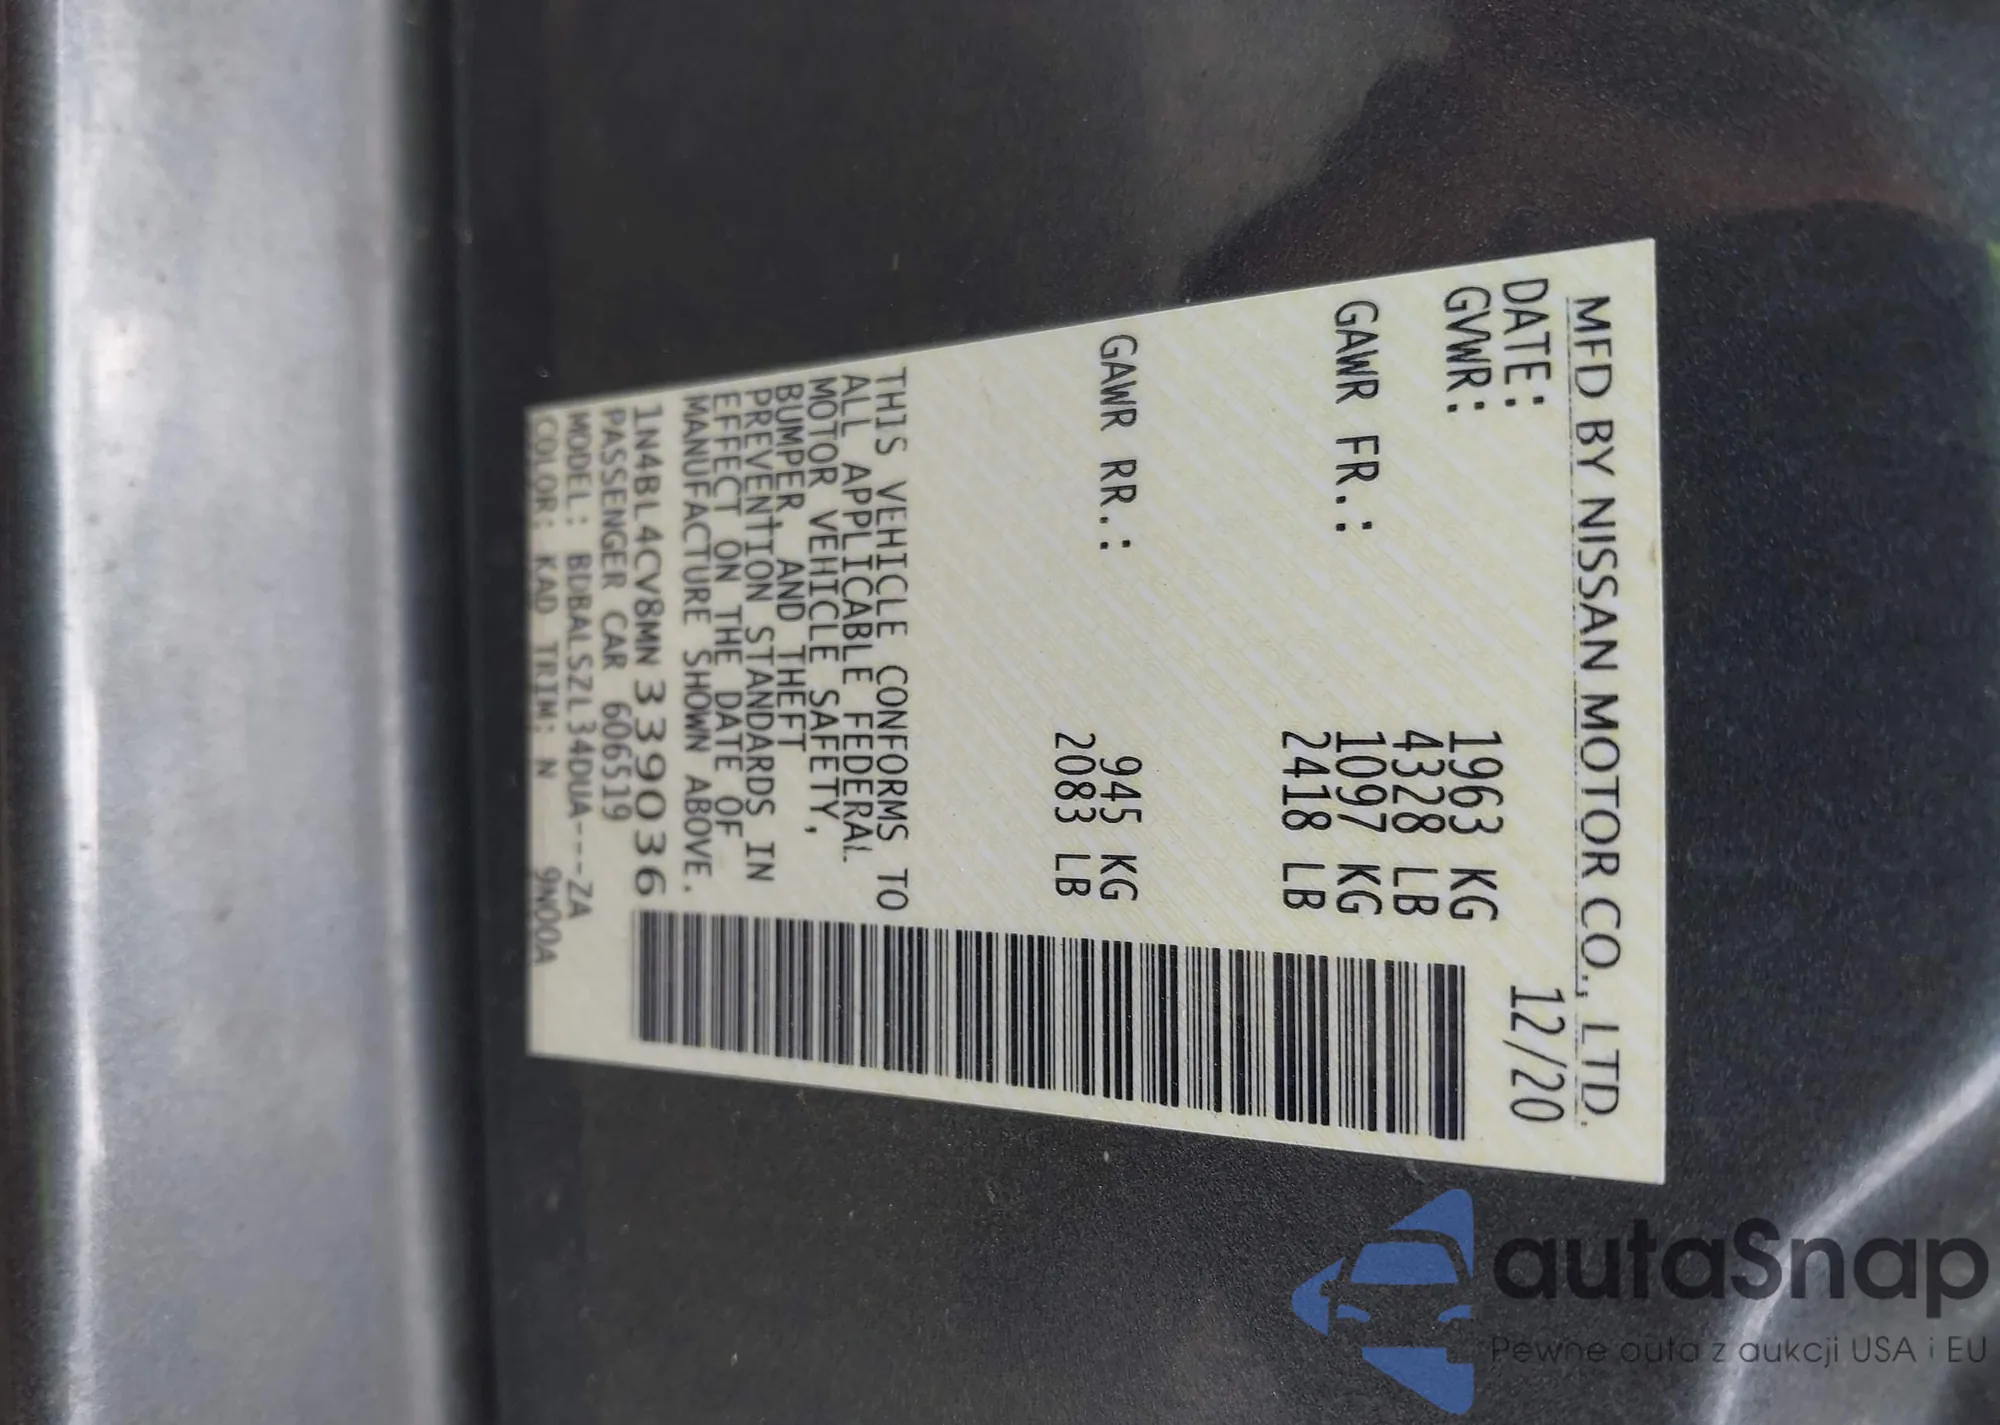 MFD BY NISSAN MOTOR CO., LTD.
DATE: 12/20
GVWR: 1963 KG
4328 LB
GAWR FR.: 1097 KG
2418 LB
GAWR RR.: 945 KG
2083 LB
THIS VEHICLE CONFORMS TO
ALL APPLICABLE FEDERAL
MOTOR VEHICLE SAFETY,
BUMPER, AND THEFT
PREVENTION STANDARDS IN
EFFECT ON THE DATE OF
MANUFACTURE SHOWN ABOVE.
1N4BL4CV8MN339036
PASSENGER CAR 606519
MODEL: BDBALSZL34DUA---ZA
COLOR: KAD TRIM: N 9N00A
autaSnap
Pewne auta z aukcji USA i EU